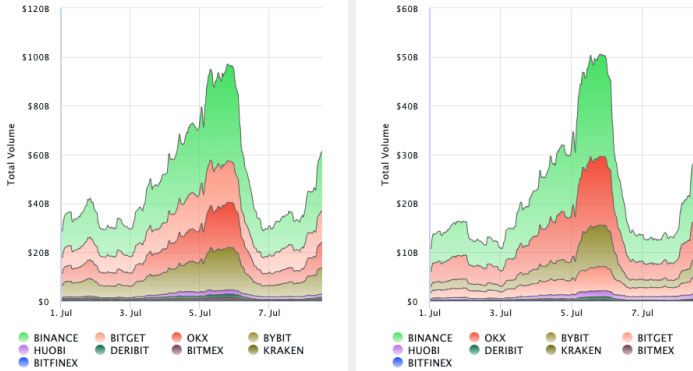 $120B
$100B
$80B
$60B
$40B
$20B
$0
Total Volume
1. Jul
3. Jul
5. Jul
7. Jul
BINANCE
BITGET
OKX
BYBIT
HUOBI
DERIBIT
BITMEX
KRAKEN
BITFINEX
$60B
$50B
$40B
$30B
$20B
$10B
$0
Total Volume
1. Jul
3. Jul
5. Jul
7. Jul
BINANCE
OKX
BYBIT
BITGET
HUOBI
DERIBIT
KRAKEN
BITMEX
BITFINEX